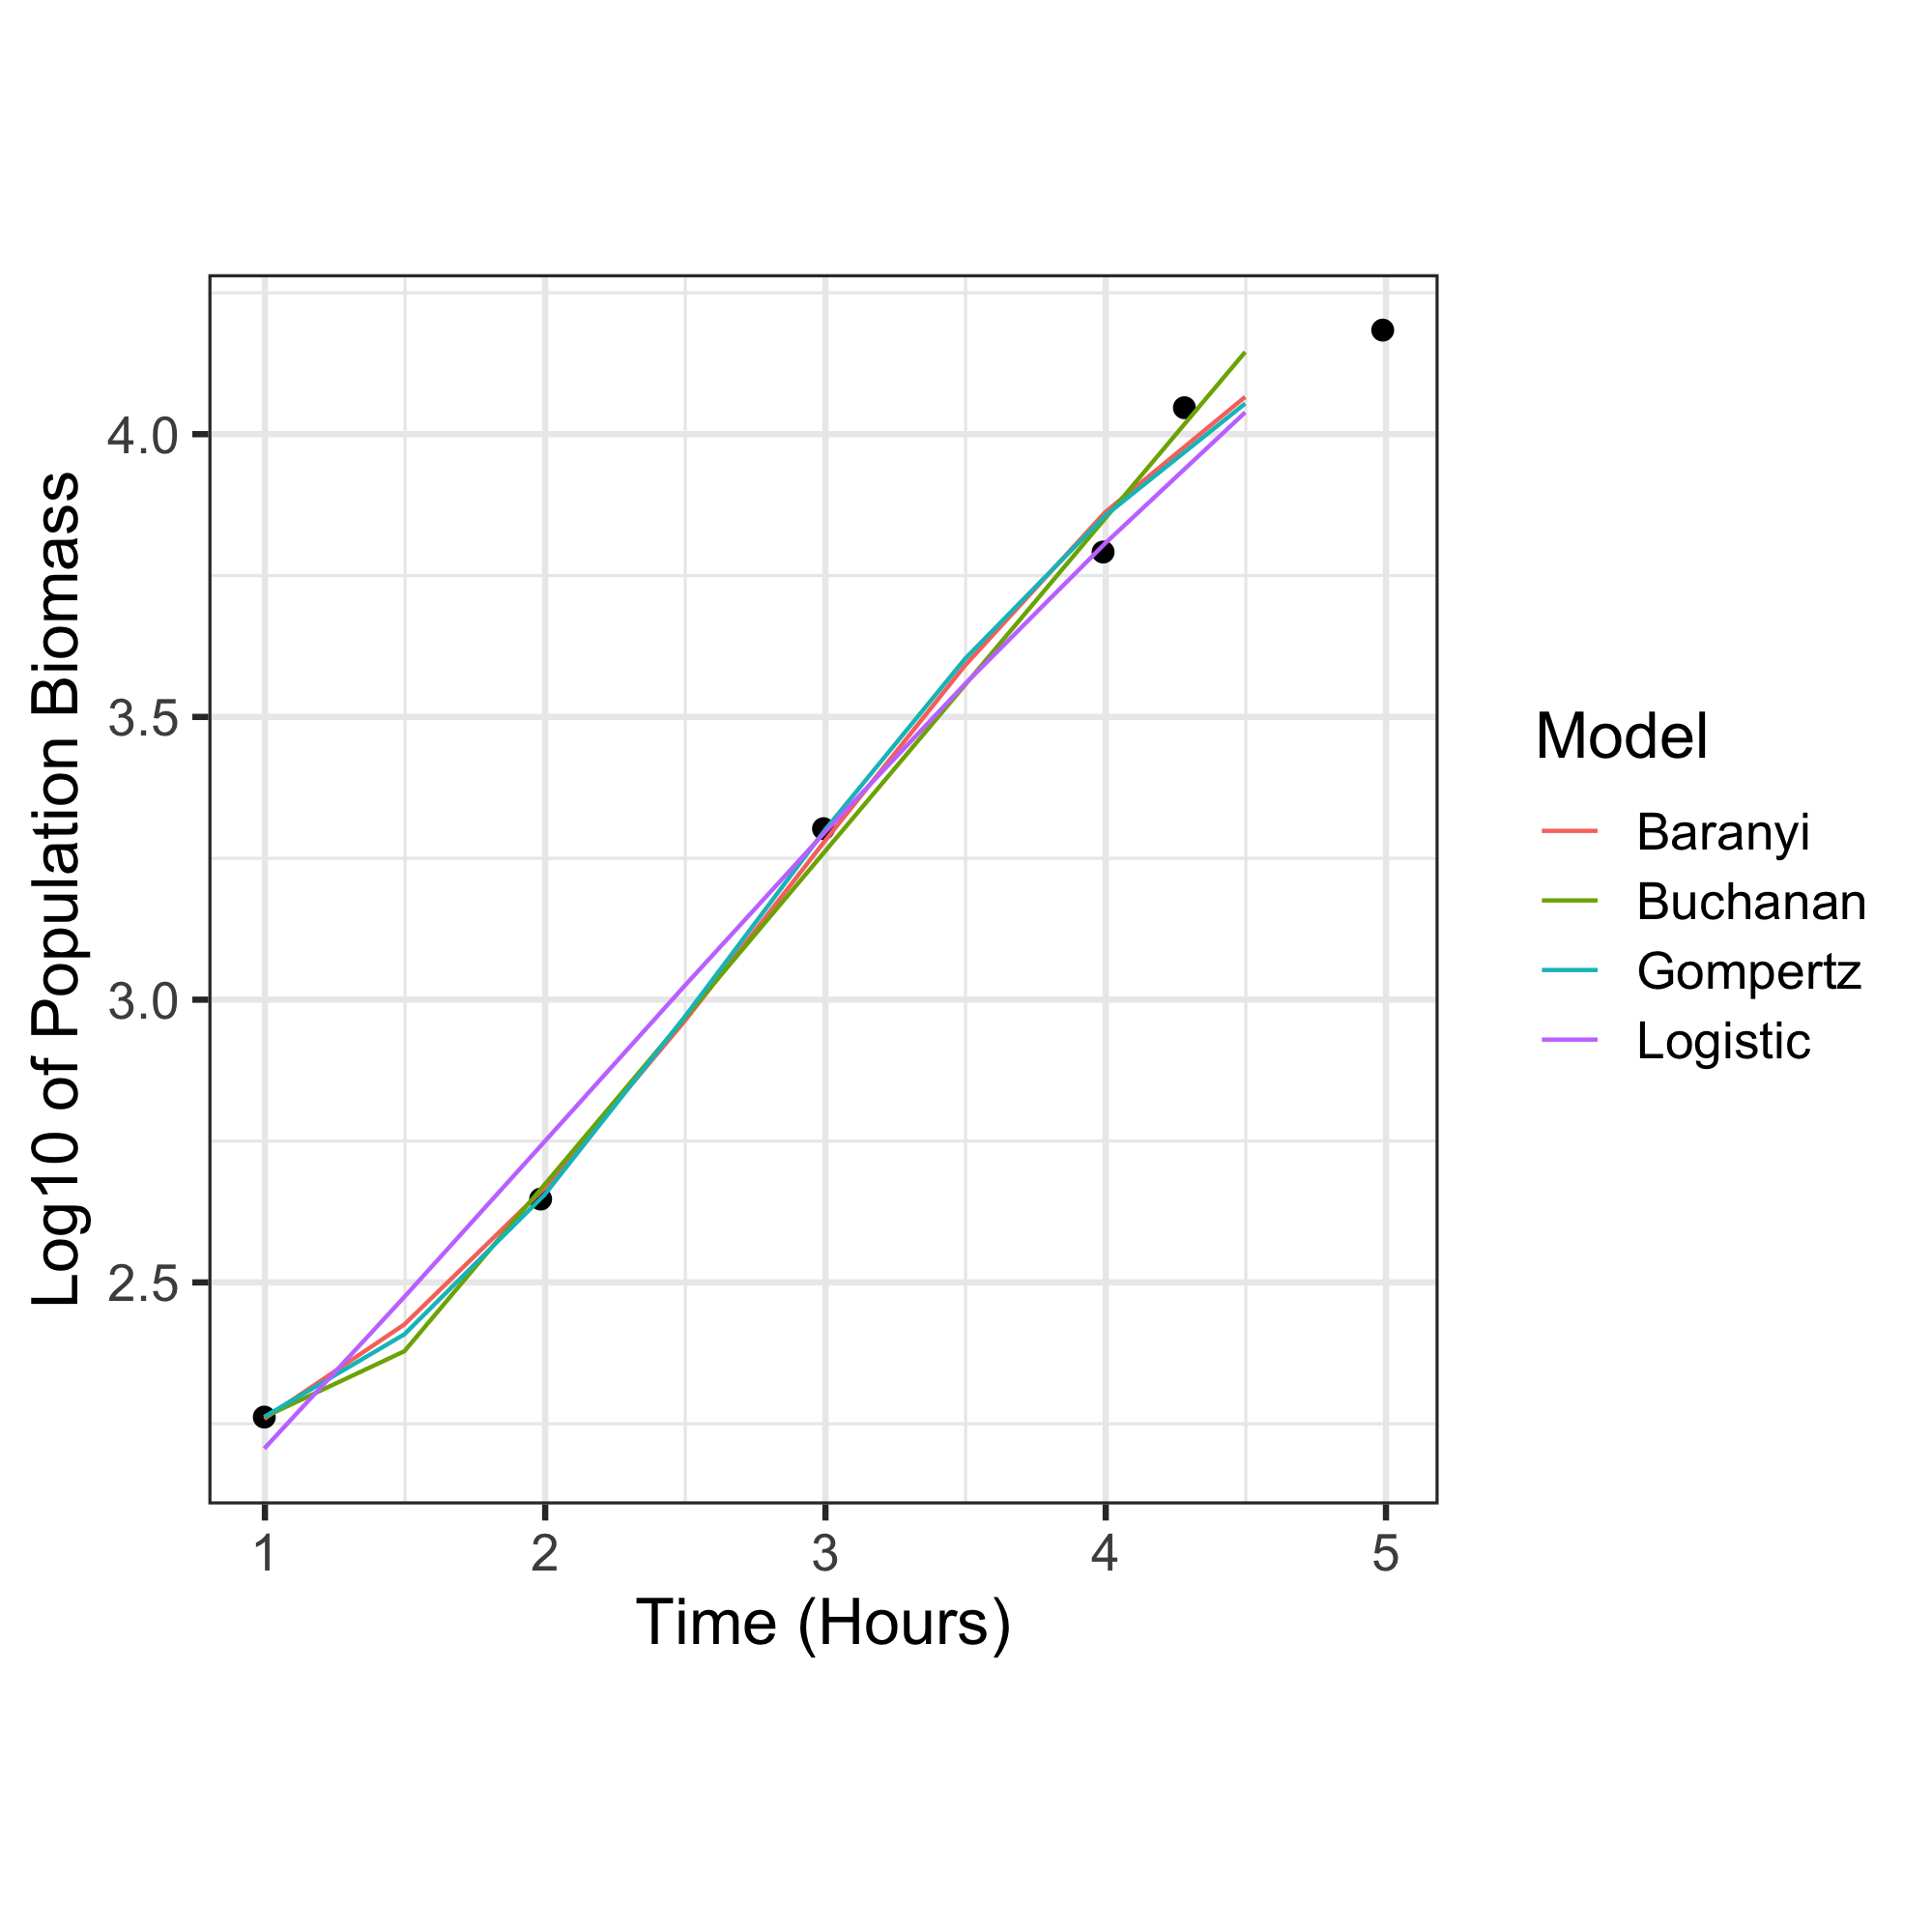 Log10 of Population Biomass
4.0
3.5
3.0
2.5
1 2 3 4 5
Time (Hours)
Model
Baranyi
Buchanan
Gompertz
Logistic